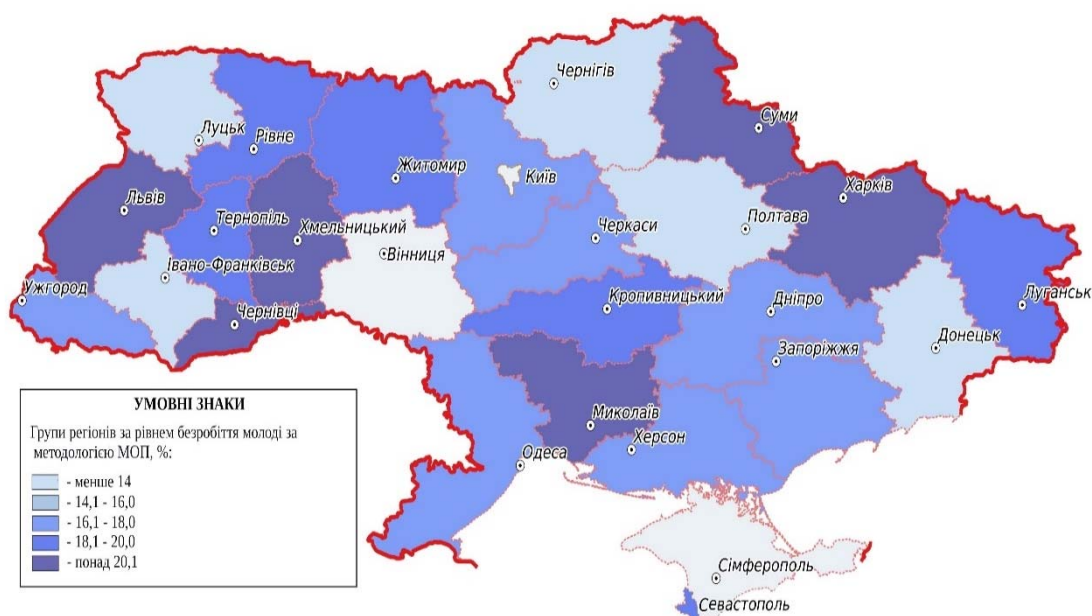 Чернігів
Суми
Луцьк
Рівне
Житомир
Київ
Харків
Львів
Тернопіль
Хмельницький
Черкаси
Полтава
Вінниця
Івано-Франківськ
Ужгород
Чернівці
Кропивницький
Дніпро
Луганськ
Запоріжжя
Донецьк
Миколаїв
Херсон
Одеса
Сімферополь
Севастополь
УМОВНІ ЗНАКИ
Групи регіонів за рівнем безробіття молоді за
методологією МОП, %:
- менше 14
- 14,1 - 16,0
- 16,1 - 18,0
- 18,1 - 20,0
- понад 20,1